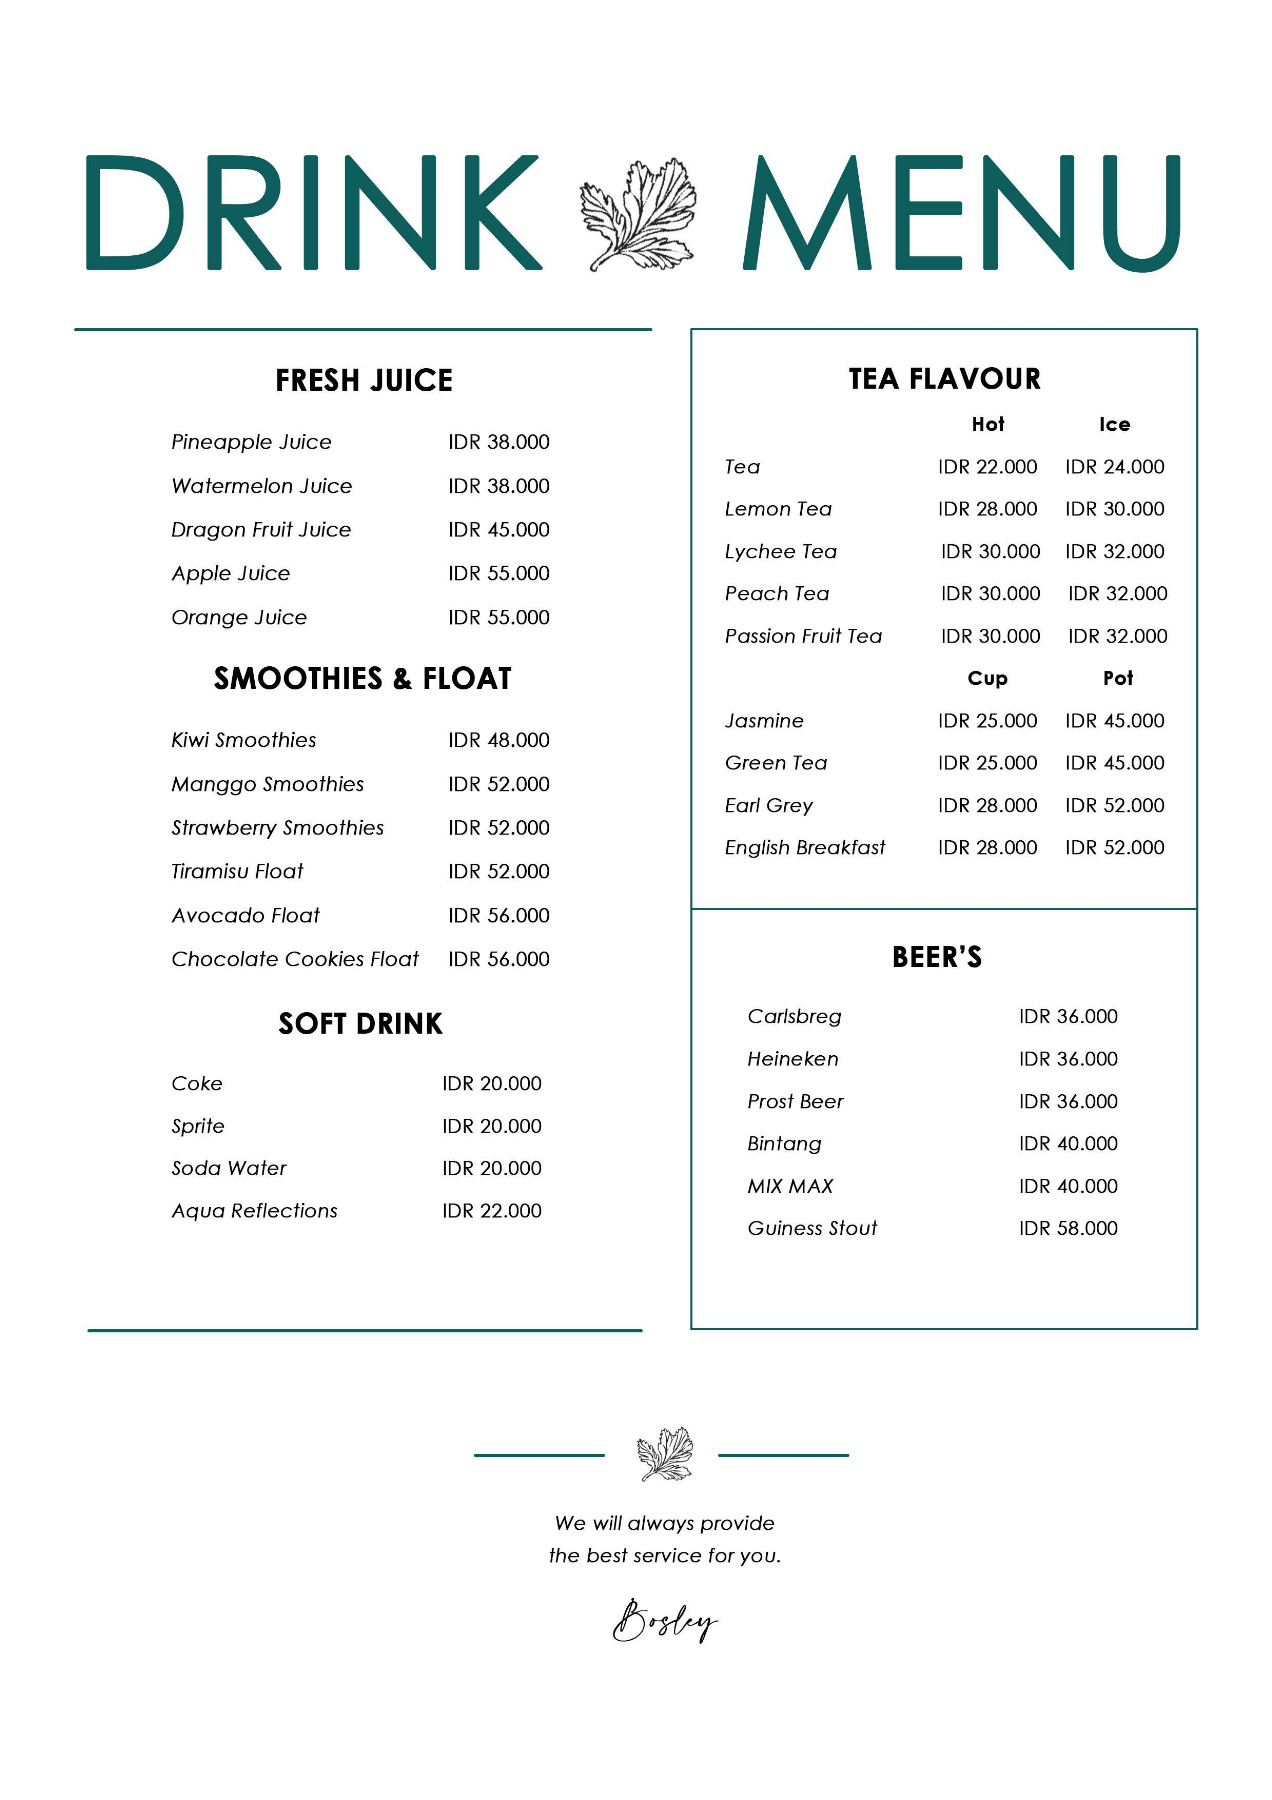 DRINK MENU
FRESH JUICE
Pineapple Juice IDR 38.000
Watermelon Juice IDR 38.000
Dragon Fruit Juice IDR 45.000
Apple Juice IDR 55.000
Orange Juice IDR 55.000
SMOOTHIES & FLOAT
Kiwi Smoothies IDR 48.000
Manggo Smoothies IDR 52.000
Strawberry Smoothies IDR 52.000
Tiramisu Float IDR 52.000
Avocado Float IDR 56.000
Chocolate Cookies Float IDR 56.000
SOFT DRINK
Coke IDR 20.000
Sprite IDR 20.000
Soda Water IDR 20.000
Aqua Reflections IDR 22.000
TEA FLAVOUR
Hot Ice
Tea IDR 22.000 IDR 24.000
Lemon Tea IDR 28.000 IDR 30.000
Lychee Tea IDR 30.000 IDR 32.000
Peach Tea IDR 30.000 IDR 32.000
Passion Fruit Tea IDR 30.000 IDR 32.000
Cup Pot
Jasmine IDR 25.000 IDR 45.000
Green Tea IDR 25.000 IDR 45.000
Earl Grey IDR 28.000 IDR 52.000
English Breakfast IDR 28.000 IDR 52.000
BEER’S
Carlsbreg IDR 36.000
Heineken IDR 36.000
Prost Beer IDR 36.000
Bintang IDR 40.000
MIX MAX IDR 40.000
Guiness Stout IDR 58.000
We will always provide
the best service for you.
Bosley